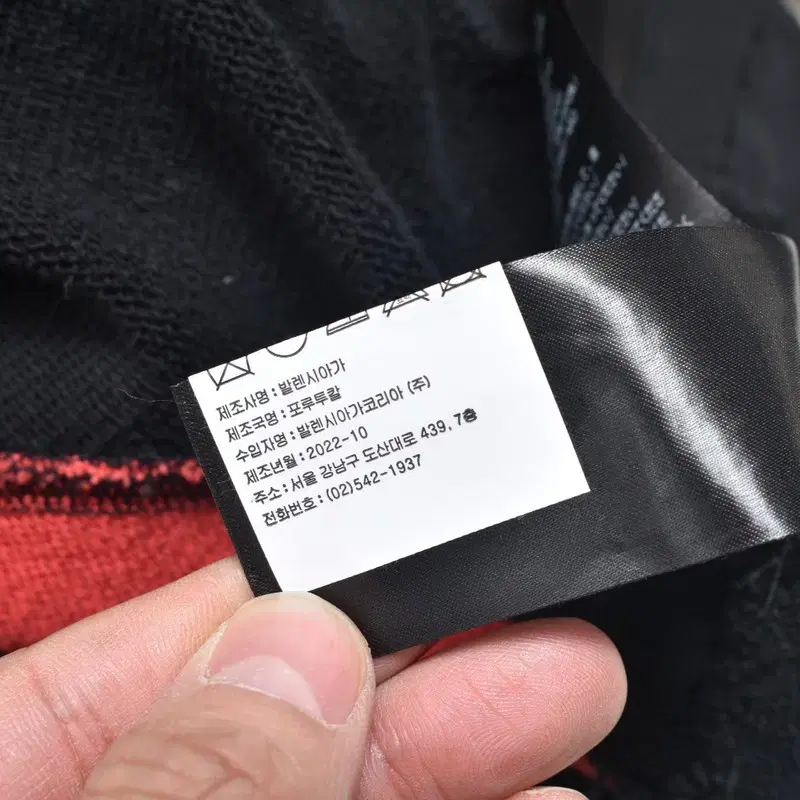 제조사명 : 발렌시아가
제조국명 : 포루투칼
수입자명 : 발렌시아가코리아 (주)
제조년월 : 2022-10
주소 : 서울 강남구 도산대로 439, 7층
전화번호 : (02)542-1937